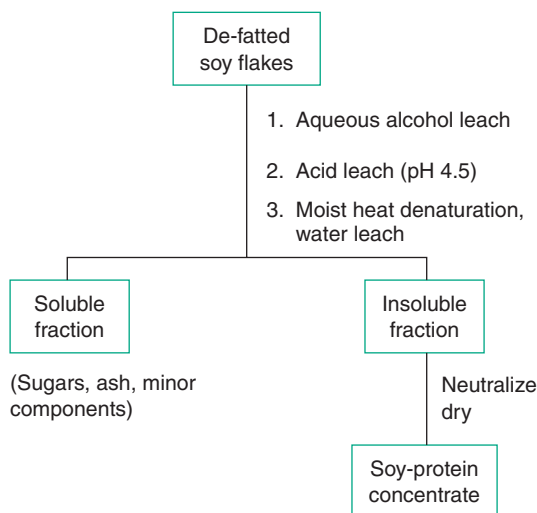 De-fatted
soy flakes
1. Aqueous alcohol leach
2. Acid leach (pH 4.5)
3. Moist heat denaturation,
water leach
Soluble
fraction
Insoluble
fraction
(Sugars, ash, minor
components)
Neutralize
dry
Soy-protein
concentrate